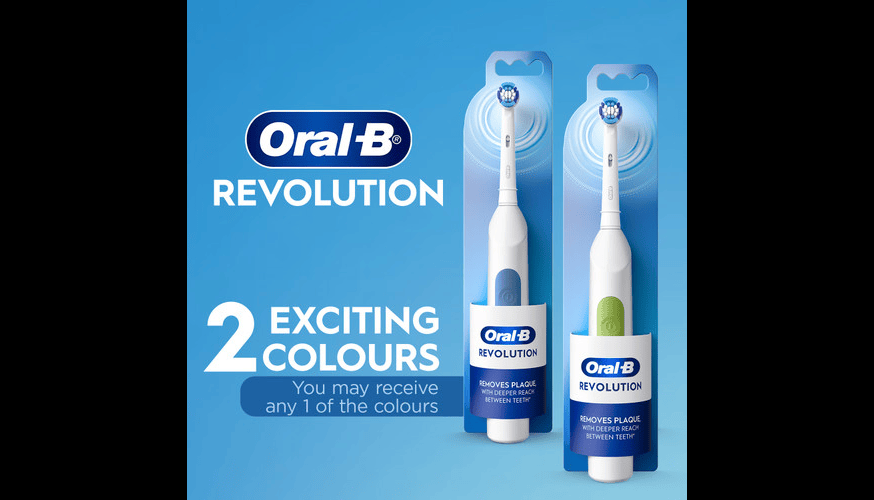 Oral-B®
REVOLUTION
2 EXCITING
COLOURS
You may receive
any 1 of the colours
Oral-B
REVOLUTION
REMOVES PLAQUE,
WITH DEEPER REACH
BETWEEN TEETH*
Oral-B
REVOLUTION
REMOVES PLAQUE,
WITH DEEPER REACH
BETWEEN TEETH*